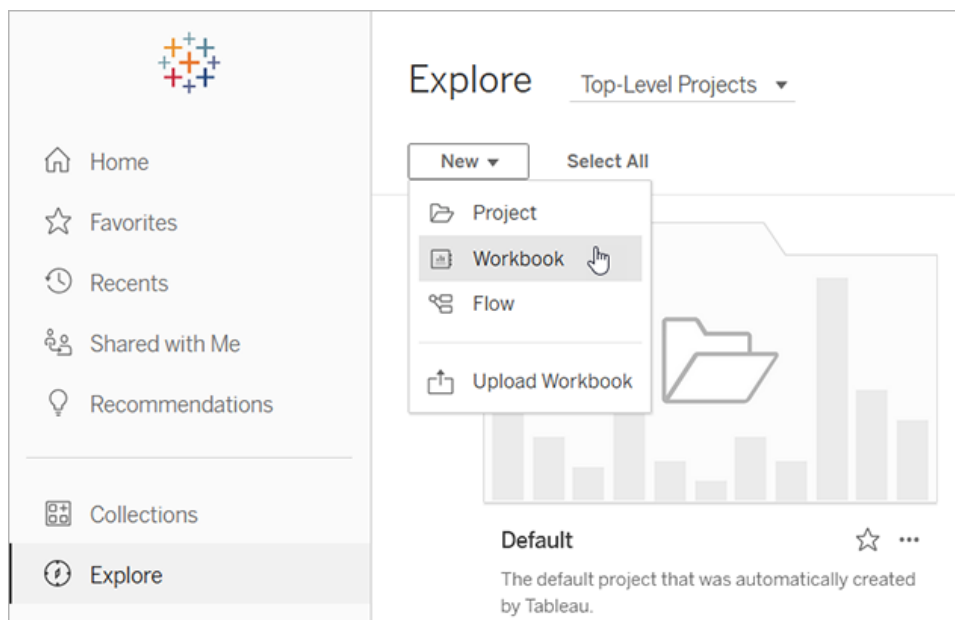 Home
Favorites
Recents
Shared with Me
Recommendations
Collections
Explore
Explore
Top-Level Projects
New
Select All
Project
Workbook
Flow
Upload Workbook
Default
The default project that was automatically created
by Tableau.